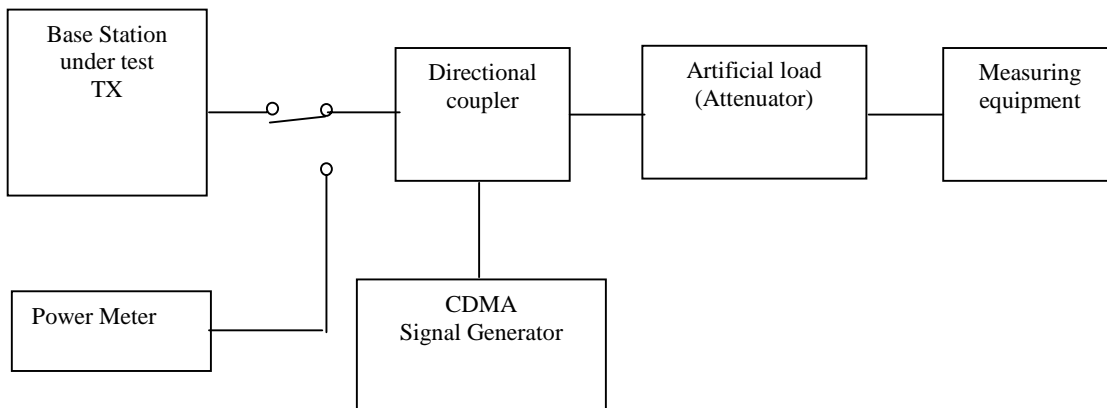 Base Station
under test
TX
Directional
coupler
Artificial load
(Attenuator)
Measuring
equipment
Power Meter
CDMA
Signal Generator